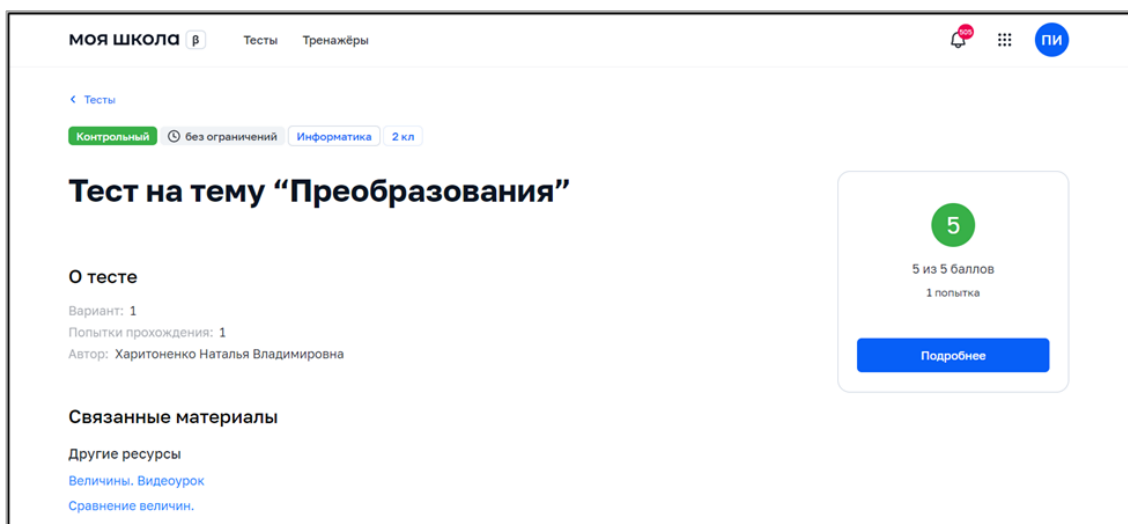 МОЯ ШКОЛА β Тесты Тренажёры 505 ПИ
Тесты
Контрольный без ограничений Информатика 2 кл
Тест на тему “Преобразования”
5
5 из 5 баллов
1 попытка
Подробнее
О тесте
Вариант: 1
Попытки прохождения: 1
Автор: Харитоненко Наталья Владимировна
Связанные материалы
Другие ресурсы
Величины. Видеоурок
Сравнение величин.